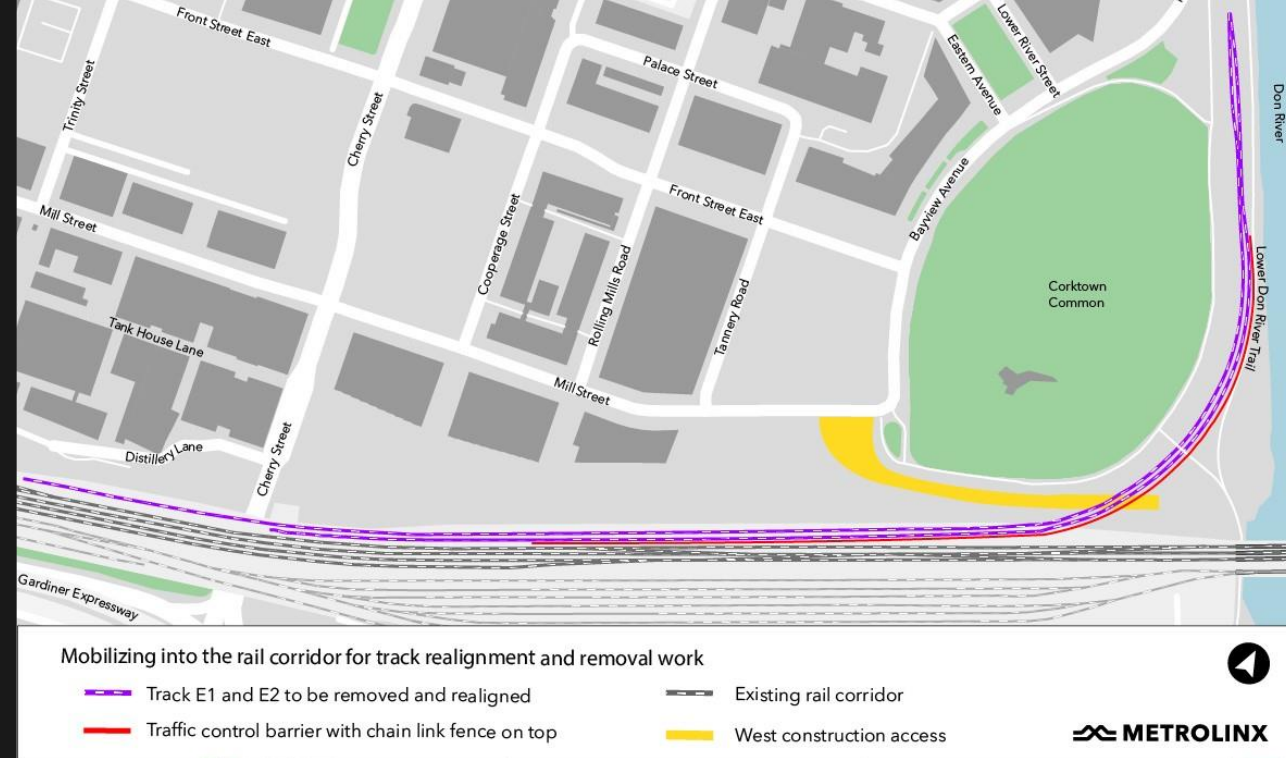 Front Street East
Lower River Street
Trinity Street
Palace Street
Eastern Avenue
Don River
Cherry Street
Bayview Avenue
Mill Street
Front Street East
Cooperage Street
Rolling Mills Road
Lower Don River Trail
Tannery Road
Corktown
Common
Tank House Lane
Mill Street
Distillery Lane
Cherry Street
Gardiner Expressway
Mobilizing into the rail corridor for track realignment and removal work
Track E1 and E2 to be removed and realigned
Existing rail corridor
Traffic control barrier with chain link fence on top
West construction access
METROLINX